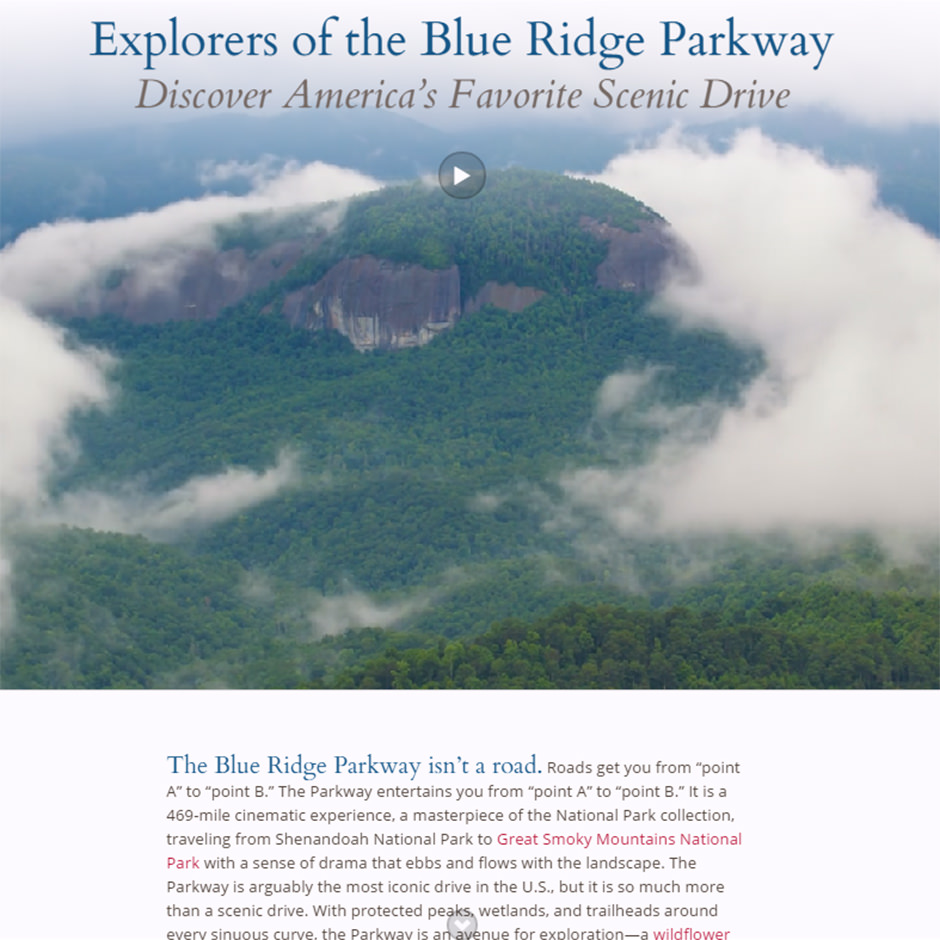 Explorers of the Blue Ridge Parkway
Discover America’s Favorite Scenic Drive
The Blue Ridge Parkway isn’t a road. Roads get you from “point
A” to “point B.” The Parkway entertains you from “point A” to “point B.” It is a
469-mile cinematic experience, a masterpiece of the National Park collection,
traveling from Shenandoah National Park to Great Smoky Mountains National
Park with a sense of drama that ebbs and flows with the landscape. The
Parkway is arguably the most iconic drive in the U.S., but it is so much more
than a scenic drive. With protected peaks, wetlands, and trailheads around
every sinuous curve, the Parkway is an avenue for exploration—a wildflower